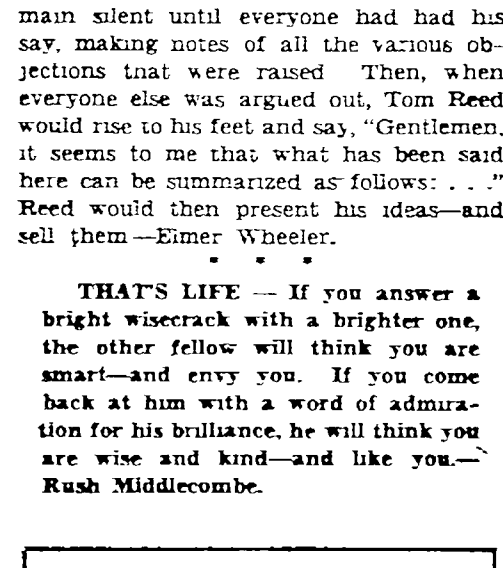 main silent until everyone had had his
say, making notes of all the various ob-
jections that were raised Then, when
everyone else was argued out, Tom Reed
would rise to his feet and say, "Gentlemen,
it seems to me that what has been said
here can be summarized as follows: . . ."
Reed would then present his ideas—and
sell them—Elmer Wheeler.
* * *
THAT'S LIFE — If you answer a
bright wisecrack with a brighter one,
the other fellow will think you are
smart—and envy you. If you come
back at him with a word of admira-
tion for his brilliance, he will think you
are wise and kind—and like you.—
Rush Middlecombe.